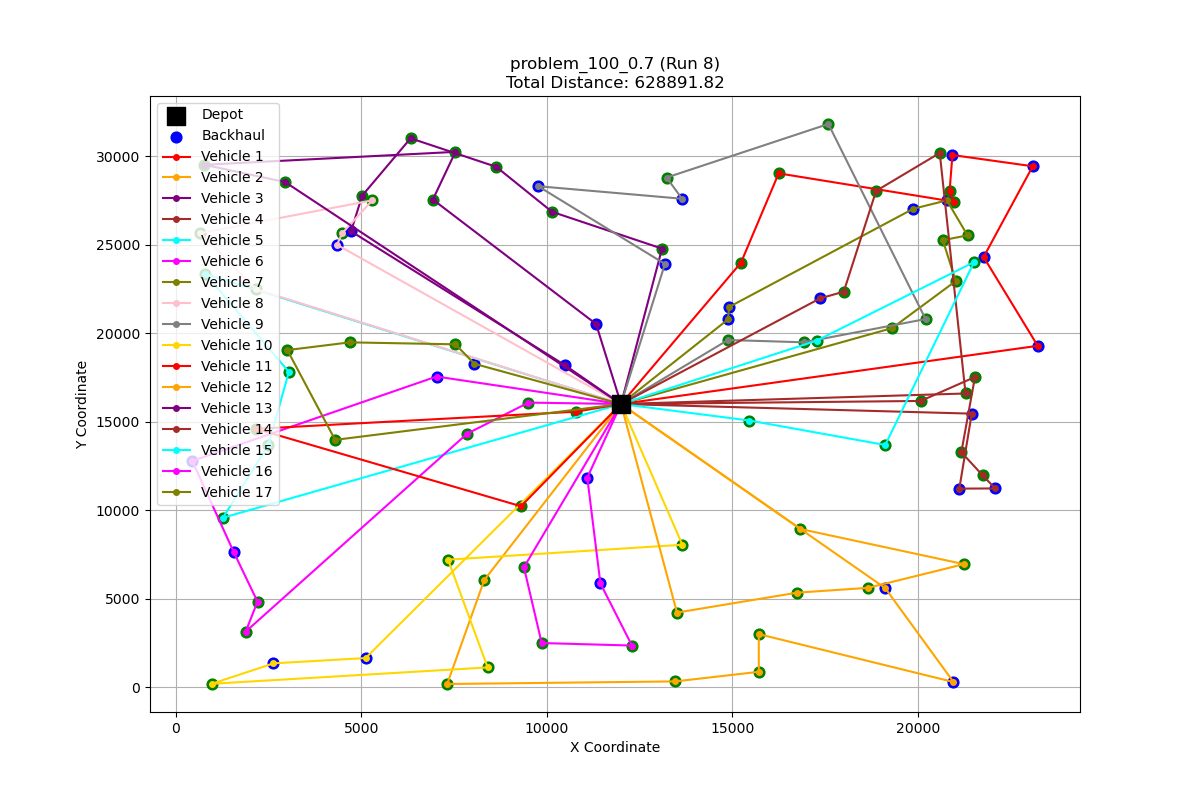 problem_100_0.7 (Run 8)
Total Distance: 628891.82
Depot
Backhaul
Vehicle 1
Vehicle 2
Vehicle 3
Vehicle 4
Vehicle 5
Vehicle 6
Vehicle 7
Vehicle 8
Vehicle 9
Vehicle 10
Vehicle 11
Vehicle 12
Vehicle 13
Vehicle 14
Vehicle 15
Vehicle 16
Vehicle 17
30000
25000
20000
15000
10000
5000
0
Y Coordinate
0 5000 10000 15000 20000
X Coordinate